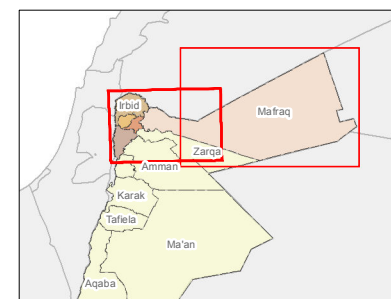 Irbid
Mafraq
Zarqa
Amman
Karak
Tafiela
Ma'an
Aqaba